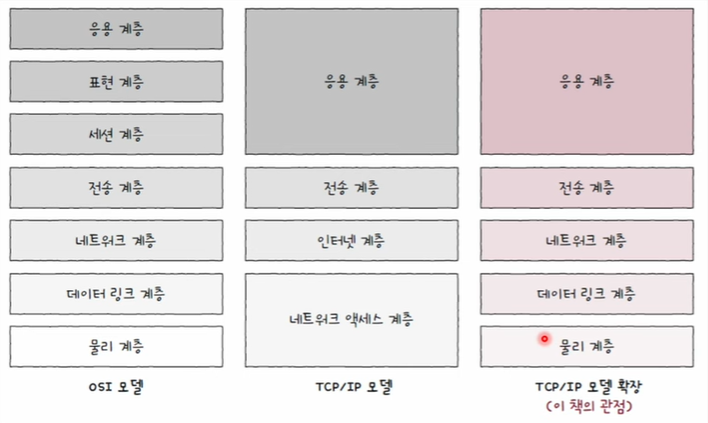 응용 계층
표현 계층
세션 계층
전송 계층
네트워크 계층
데이터 링크 계층
물리 계층
OSI 모델
응용 계층
전송 계층
인터넷 계층
네트워크 액세스 계층
TCP/IP 모델
응용 계층
전송 계층
네트워크 계층
데이터 링크 계층
물리 계층
TCP/IP 모델 확장
(이 책의 관점)